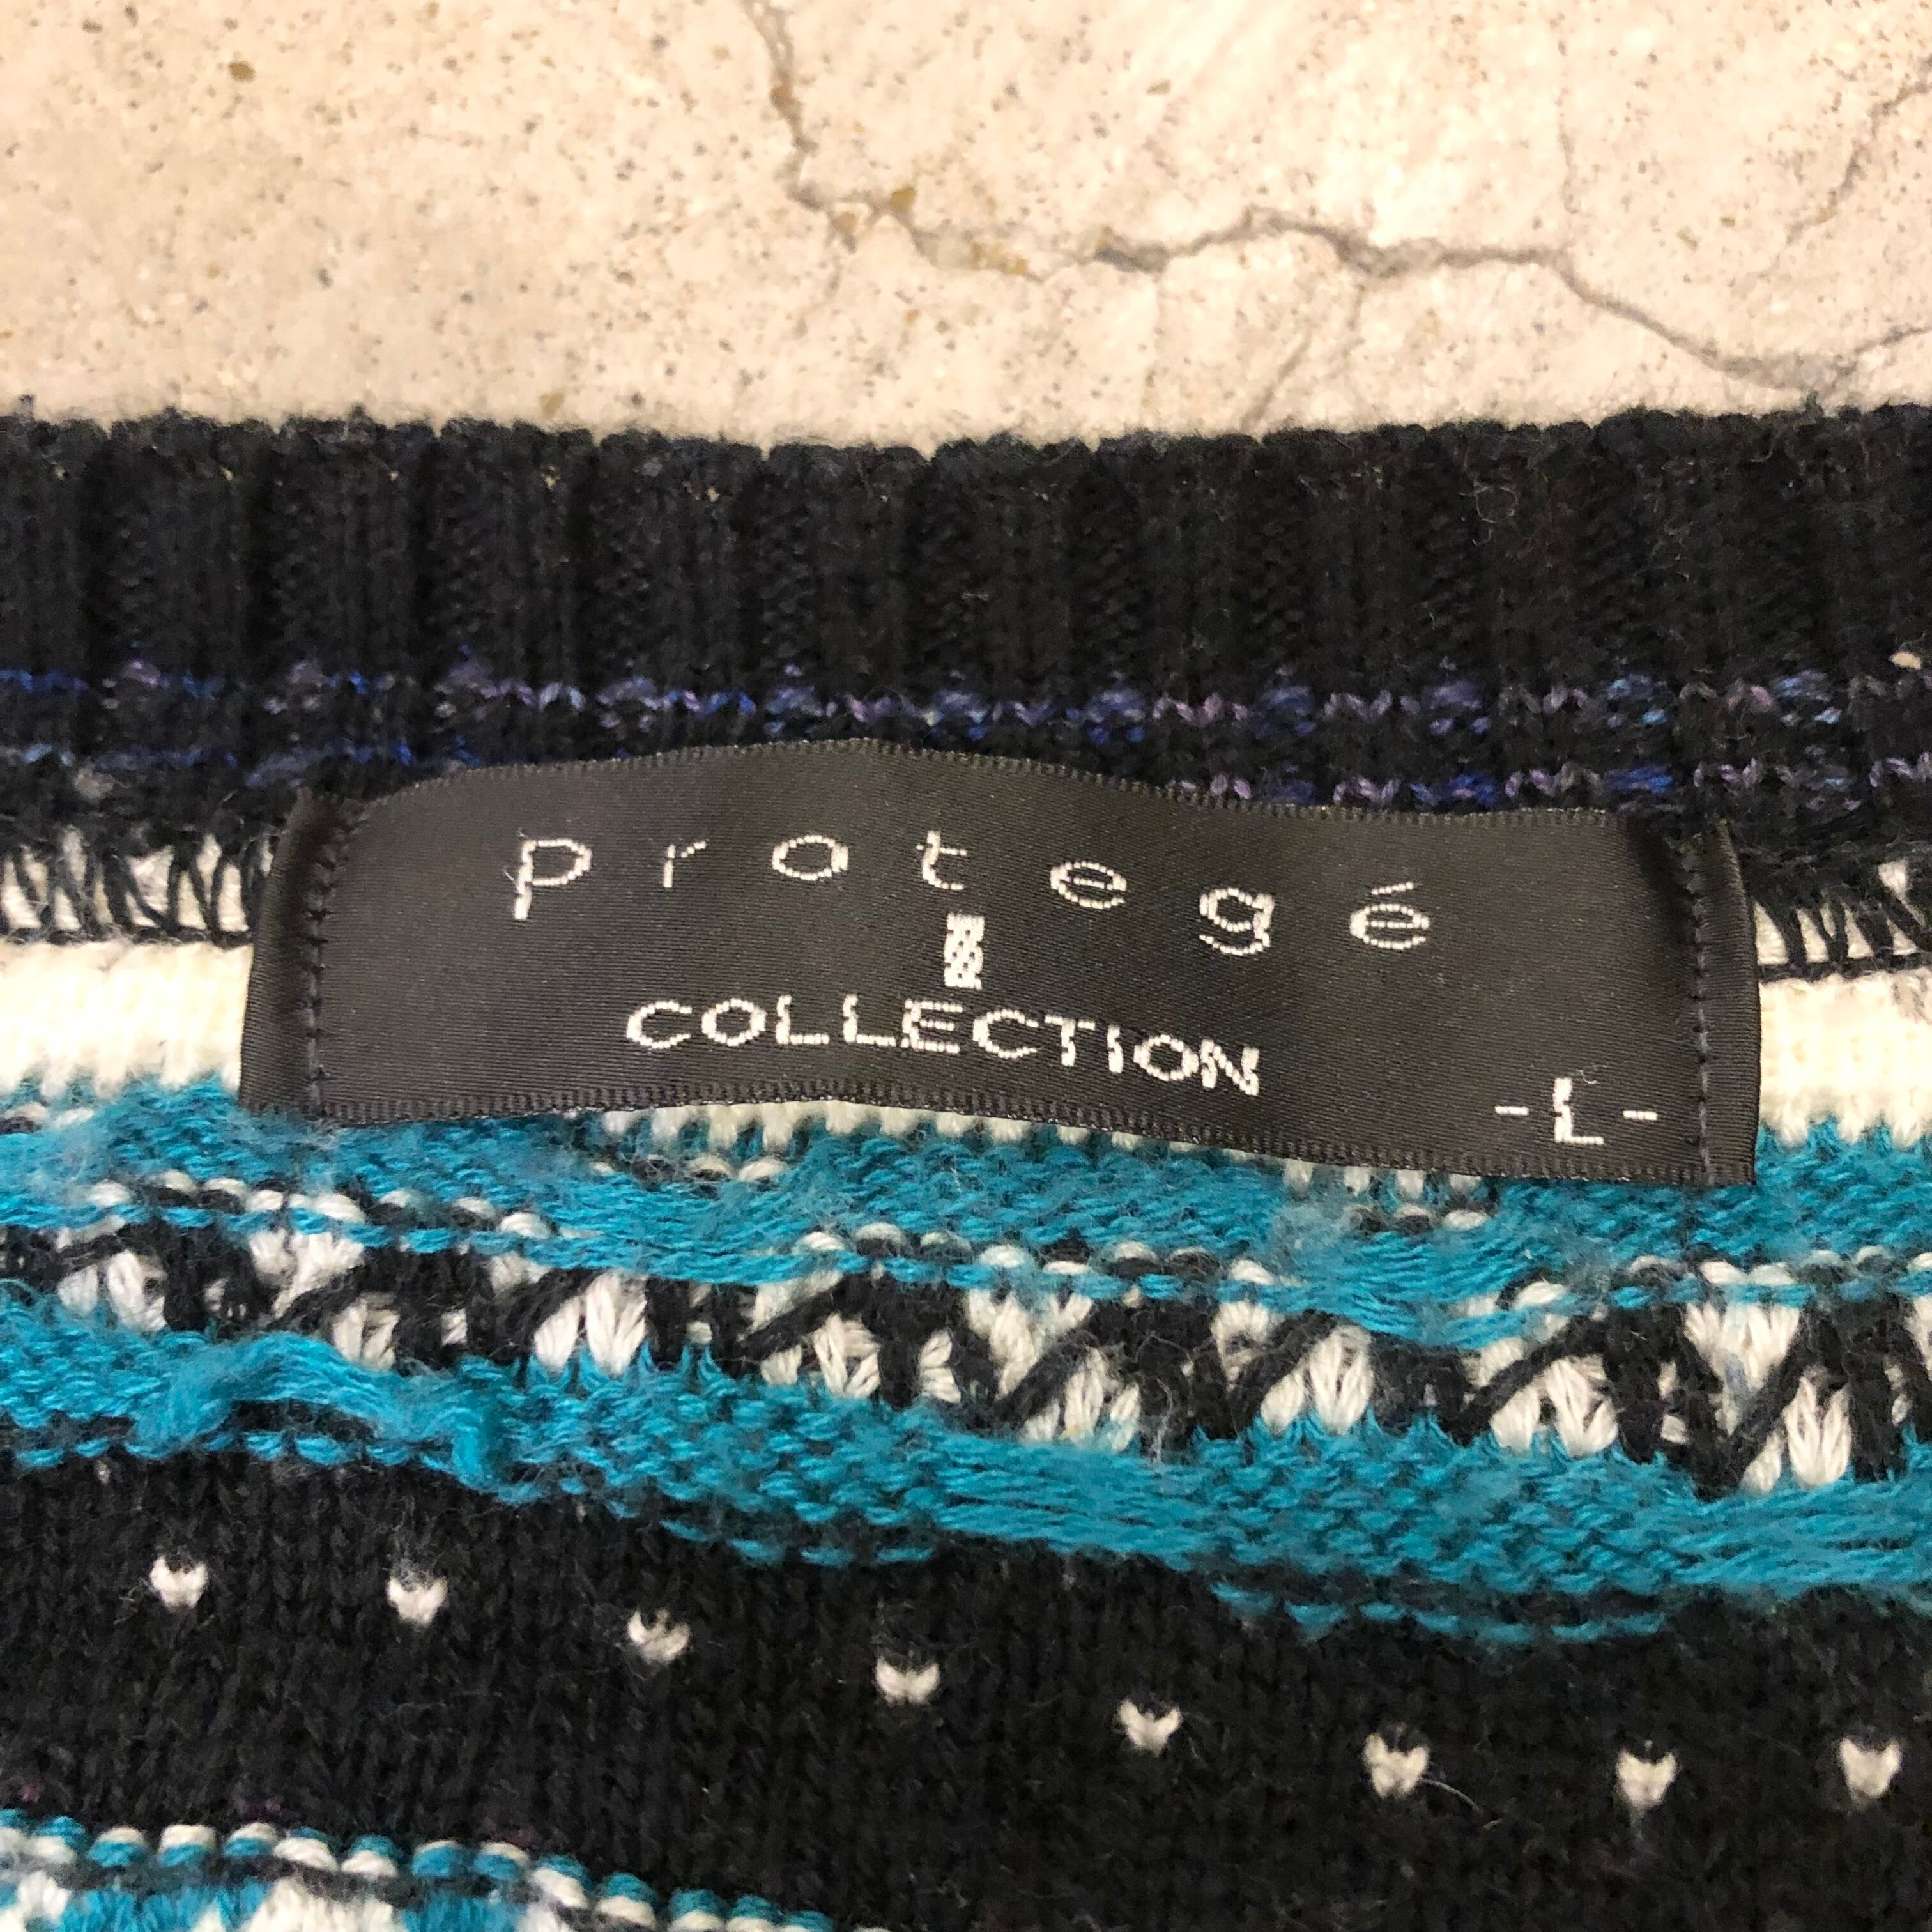 protegé
COLLECTION
-L-